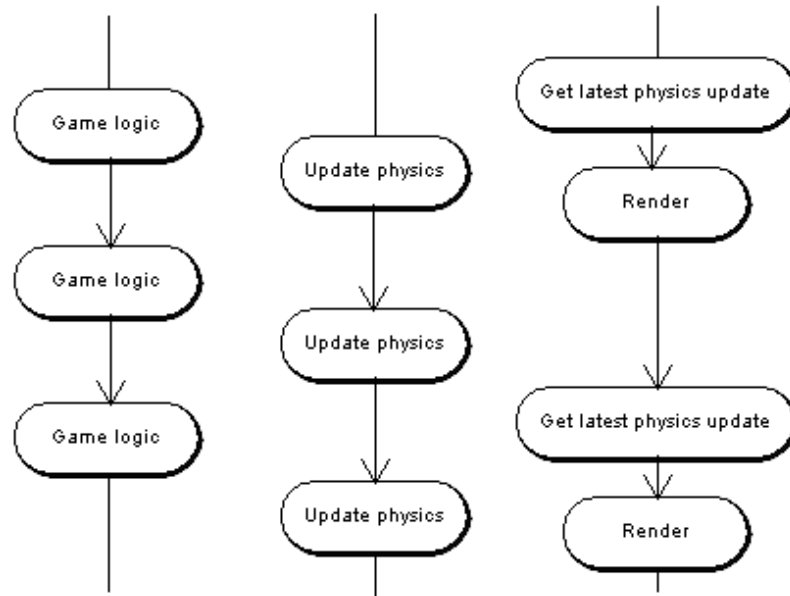 Game logic
Game logic
Game logic
Update physics
Update physics
Update physics
Get latest physics update
Render
Get latest physics update
Render